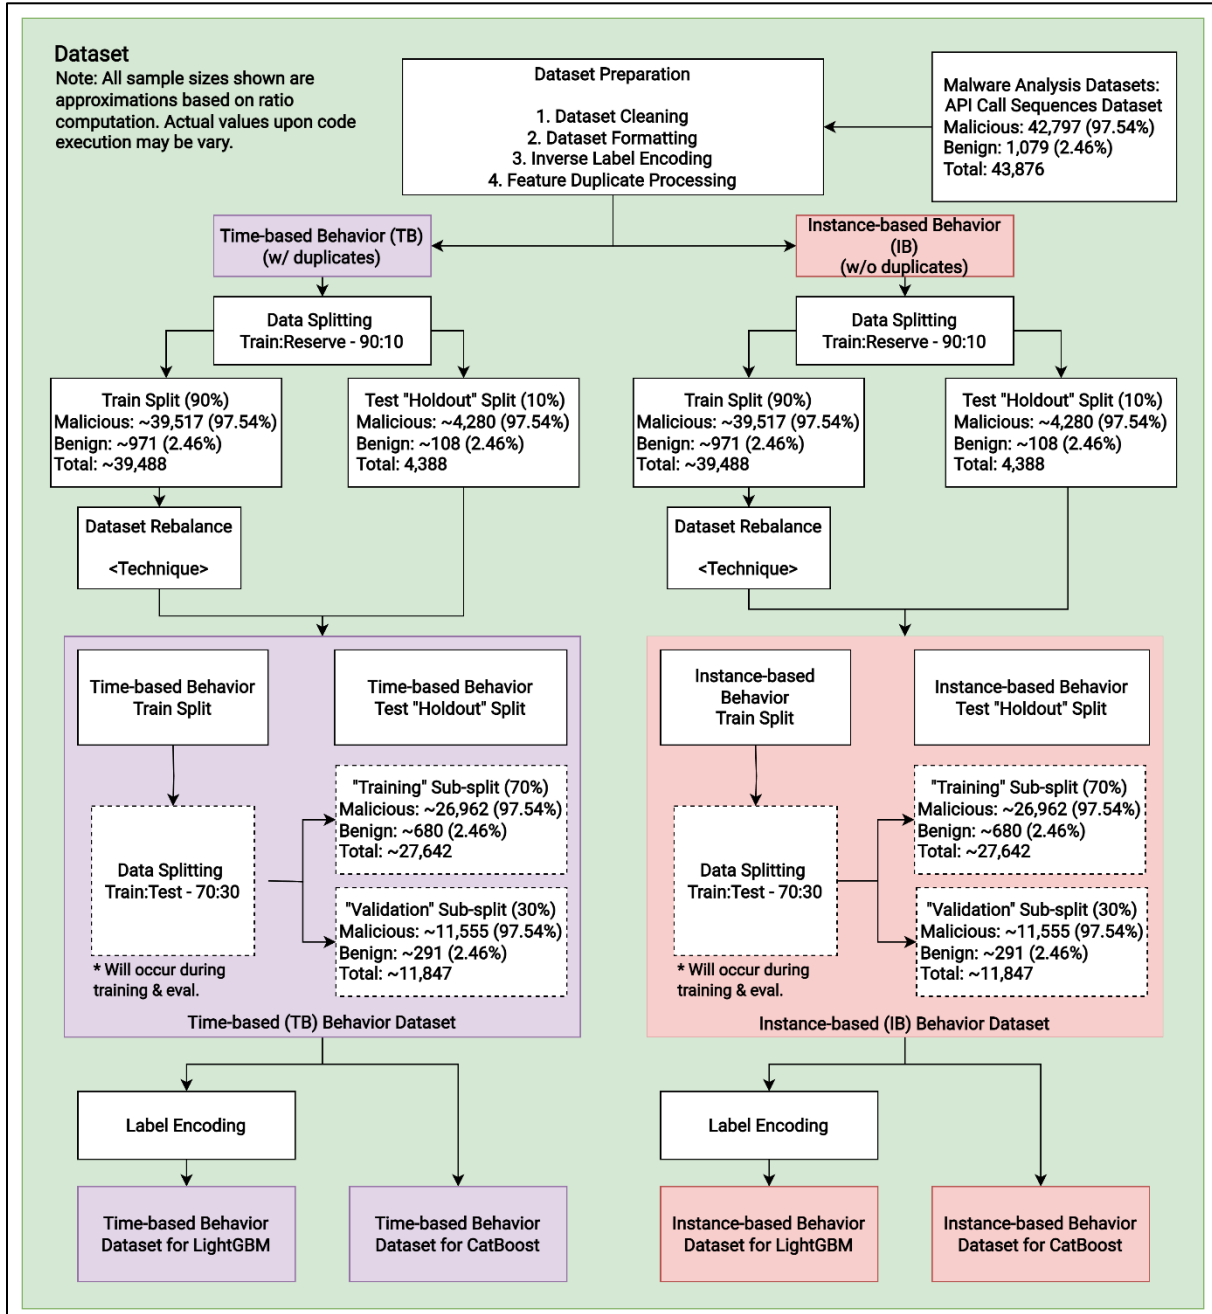 Dataset
Note: All sample sizes shown are
approximations based on ratio
computation. Actual values upon code
execution may be vary.
Dataset Preparation
1. Dataset Cleaning
2. Dataset Formatting
3. Inverse Label Encoding
4. Feature Duplicate Processing
Malware Analysis Datasets:
API Call Sequences Dataset
Malicious: 42,797 (97.54%)
Benign: 1,079 (2.46%)
Total: 43,876
Time-based Behavior (TB)
(w/ duplicates)
Instance-based Behavior
(IB)
(w/o duplicates)
Data Splitting
Train:Reserve - 90:10
Data Splitting
Train:Reserve - 90:10
Train Split (90%)
Malicious: ~39,517 (97.54%)
Benign: ~971 (2.46%)
Total: ~39,488
Test "Holdout" Split (10%)
Malicious: ~4,280 (97.54%)
Benign: ~108 (2.46%)
Total: 4,388
Train Split (90%)
Malicious: ~39,517 (97.54%)
Benign: ~971 (2.46%)
Total: ~39,488
Test "Holdout" Split (10%)
Malicious: ~4,280 (97.54%)
Benign: ~108 (2.46%)
Total: 4,388
Dataset Rebalance
<Technique>
Dataset Rebalance
<Technique>
Time-based Behavior
Train Split
Time-based Behavior
Test "Holdout" Split
Data Splitting
Train:Test - 70:30
"Training" Sub-split (70%)
Malicious: ~26,962 (97.54%)
Benign: ~680 (2.46%)
Total: ~27,642
"Validation" Sub-split (30%)
Malicious: ~11,555 (97.54%)
Benign: ~291 (2.46%)
Total: ~11,847
* Will occur during
training & eval.
Time-based (TB) Behavior Dataset
Instance-based
Behavior
Train Split
Instance-based Behavior
Test "Holdout" Split
Data Splitting
Train:Test - 70:30
"Training" Sub-split (70%)
Malicious: ~26,962 (97.54%)
Benign: ~680 (2.46%)
Total: ~27,642
"Validation" Sub-split (30%)
Malicious: ~11,555 (97.54%)
Benign: ~291 (2.46%)
Total: ~11,847
* Will occur during
training & eval.
Instance-based (IB) Behavior Dataset
Label Encoding
Label Encoding
Time-based Behavior
Dataset for LightGBM
Time-based Behavior
Dataset for CatBoost
Instance-based Behavior
Dataset for LightGBM
Instance-based Behavior
Dataset for CatBoost